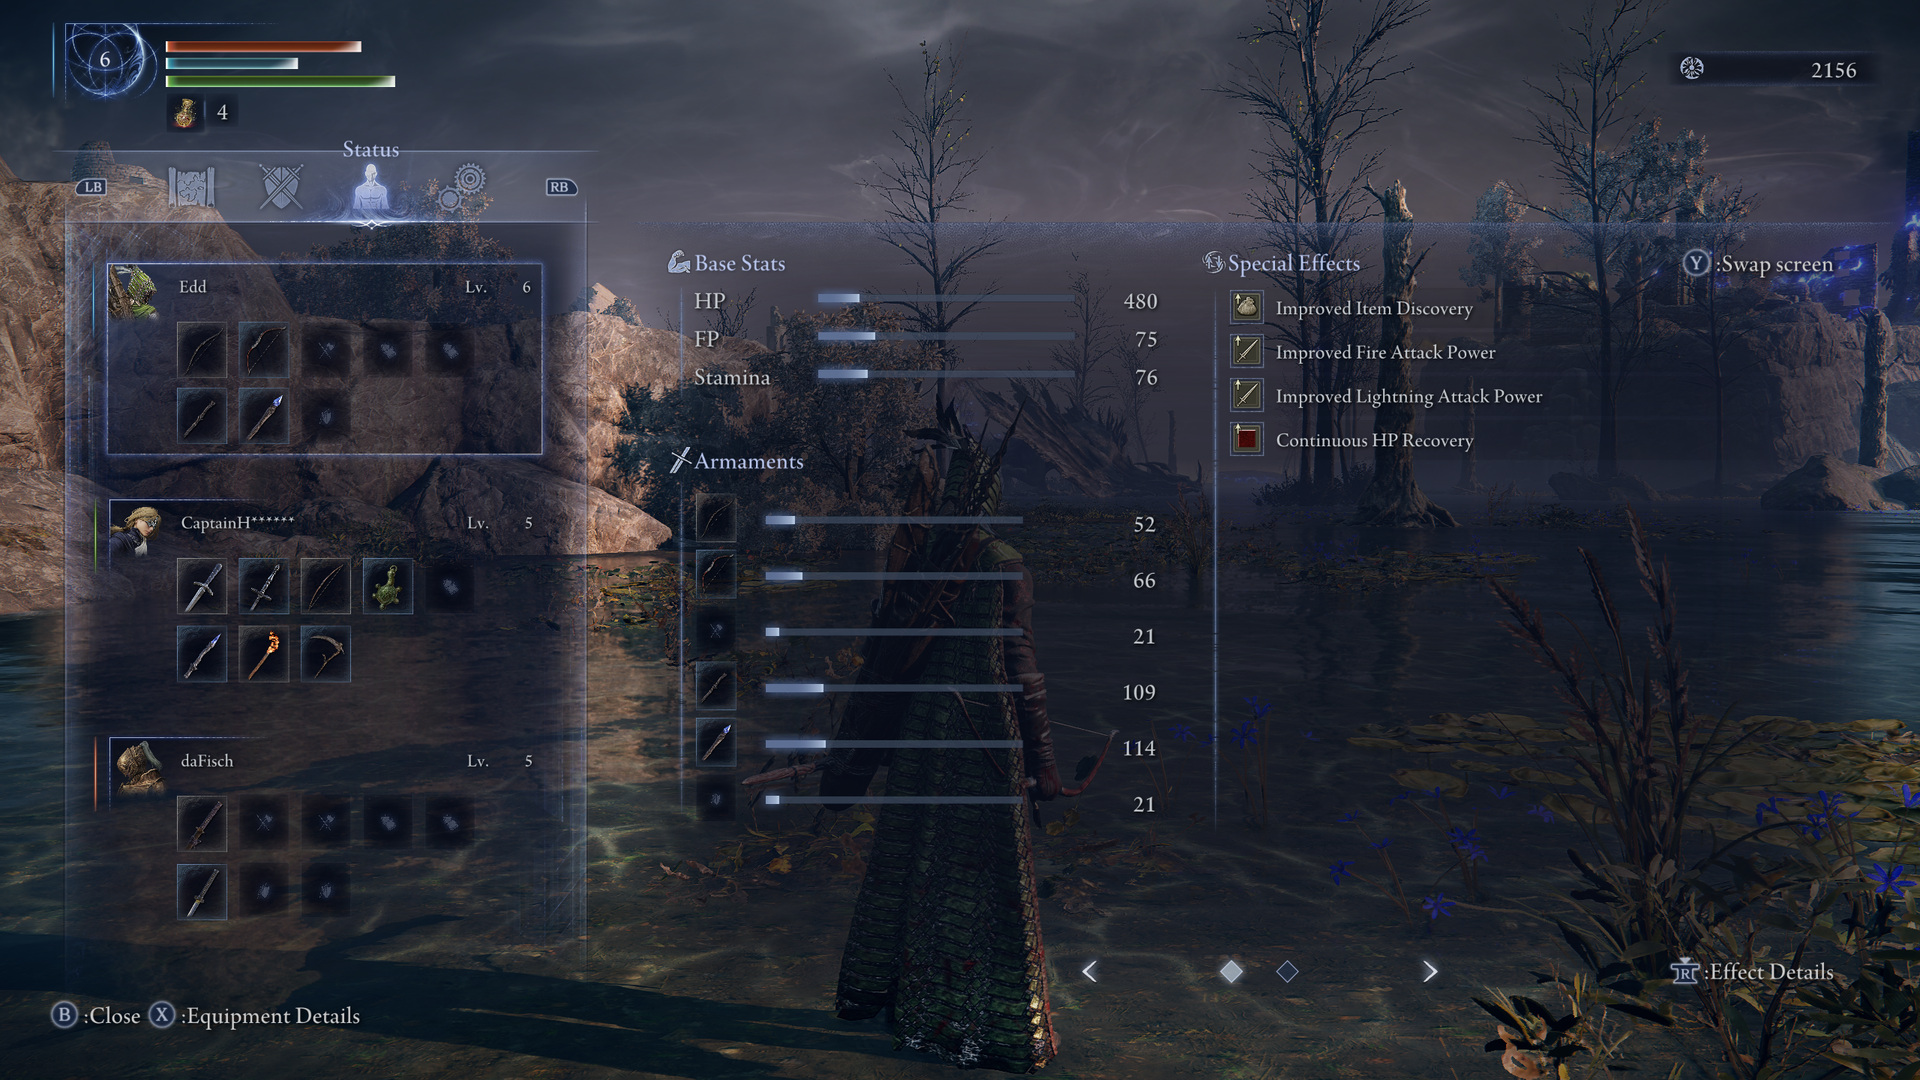 6
2156
4
Status
LB
RB
Edd Lv. 6
CaptainH****** Lv. 5
daFisch Lv. 5
Base Stats
HP 480
FP 75
Stamina 76
Armaments
52
66
21
109
114
21
Special Effects
Improved Item Discovery
Improved Fire Attack Power
Improved Lightning Attack Power
Continuous HP Recovery
Y :Swap screen
R :Effect Details
B :Close X :Equipment Details